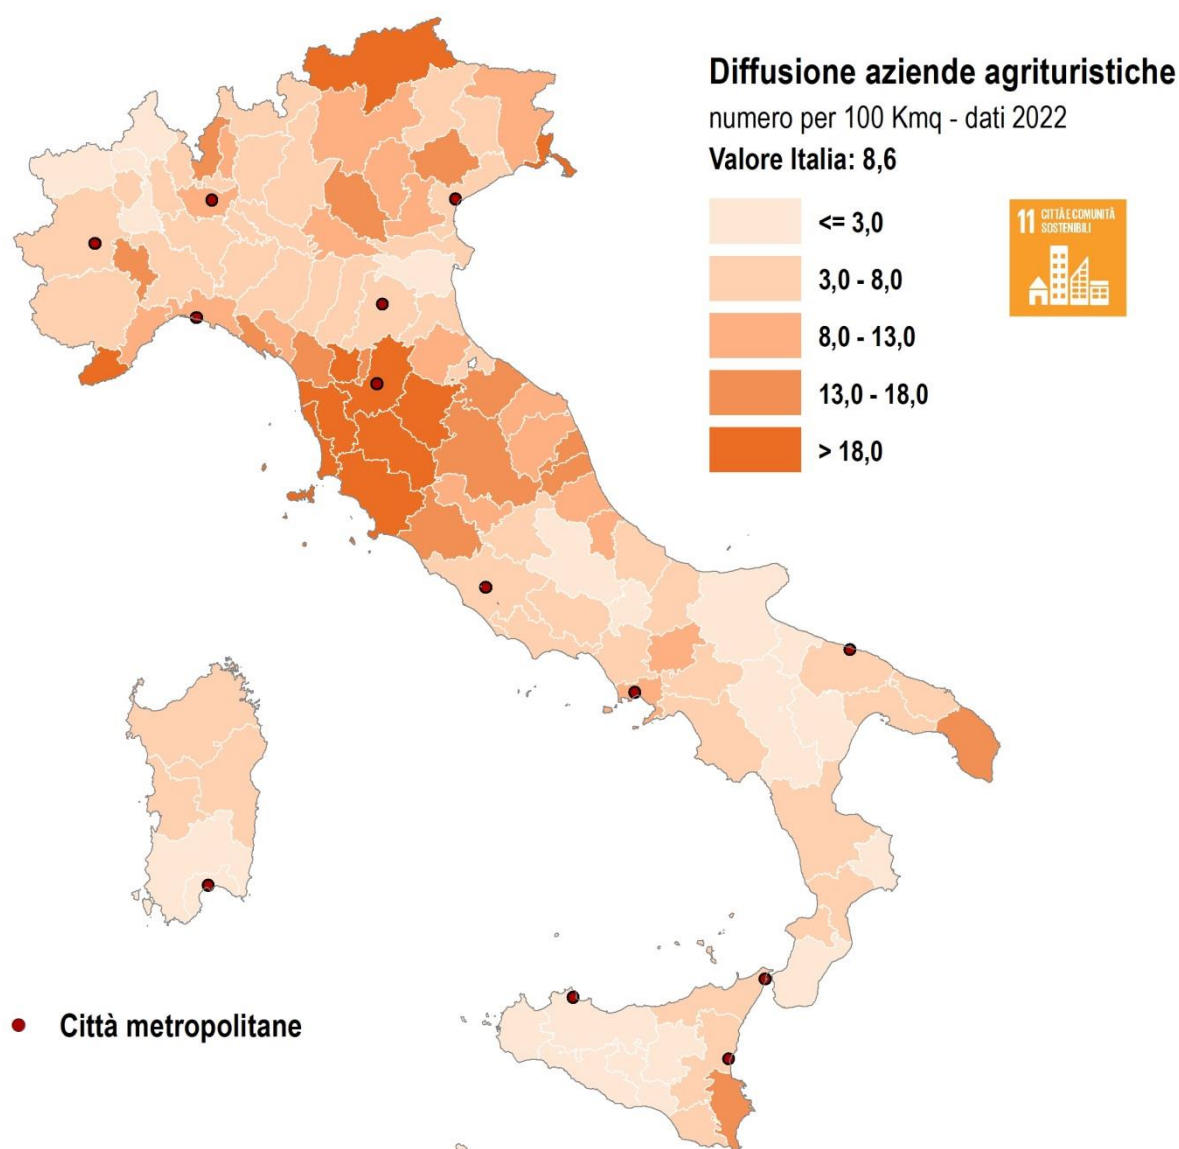 Diffusione aziende agrituristiche
numero per 100 Kmq - dati 2022
Valore Italia: 8,6
<= 3,0
3,0 - 8,0
8,0 - 13,0
13,0 - 18,0
> 18,0
11 CITTÀ E COMUNITÀ
SOSTENIBILI
Città metropolitane